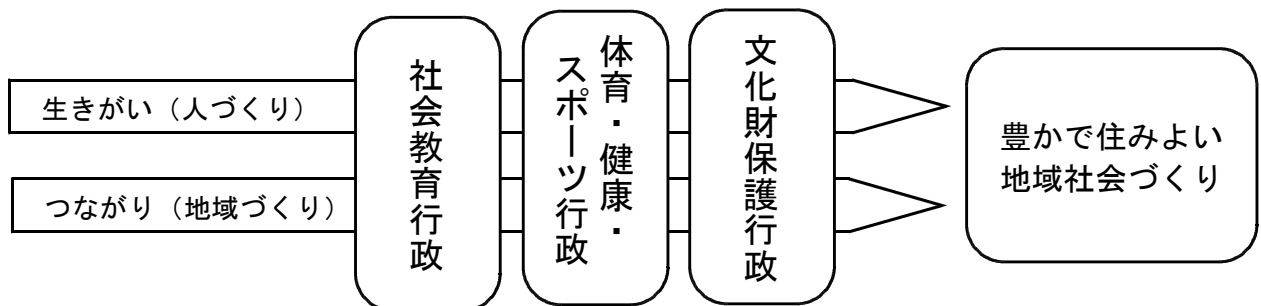 生きがい（人づくり）
つながり（地域づくり）
社会教育行政
体育・健康・
スポーツ行政
文化財保護行政
豊かで住みよい
地域社会づくり